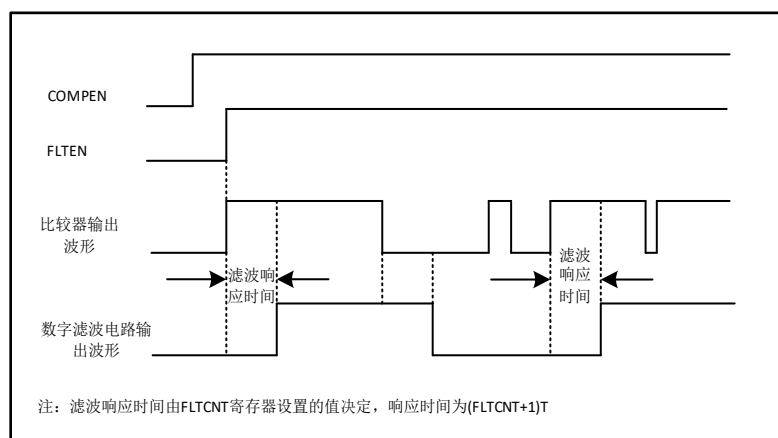 COMPEN
FLTEN
比较器输出
波形
滤波响
应时间
滤波
响应
时间
数字滤波电路输
出波形
注：滤波响应时间由FLTCNT寄存器设置的值决定，响应时间为(FLTCNT+1)T